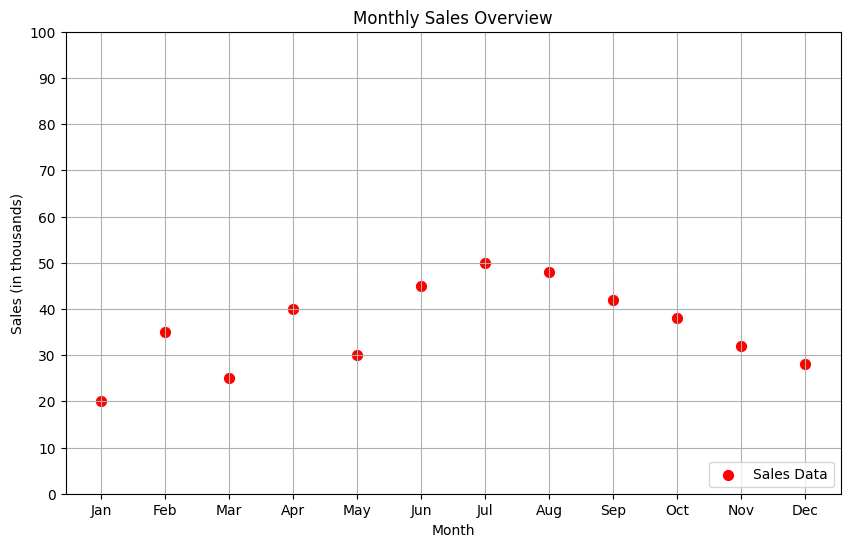 Monthly Sales Overview
100
90
80
70
60
50
40
30
20
10
0
Sales (in thousands)
Sales Data
Jan Feb Mar Apr May Jun Jul Aug Sep Oct Nov Dec
Month